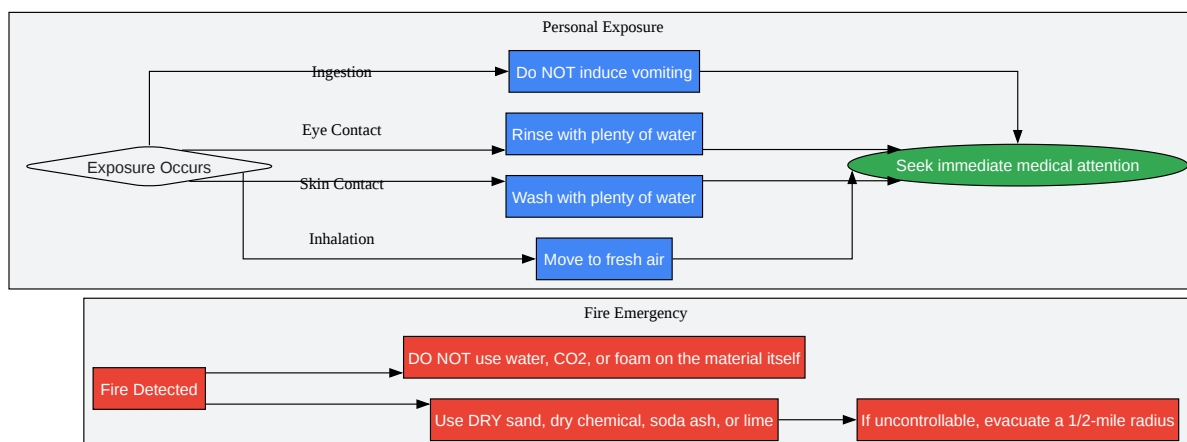 Personal Exposure
Ingestion
Do NOT induce vomiting
Eye Contact
Rinse with plenty of water
Exposure Occurs
Seek immediate medical attention
Skin Contact
Wash with plenty of water
Inhalation
Move to fresh air
Fire Emergency
DO NOT use water, CO2, or foam on the material itself
Fire Detected
Use DRY sand, dry chemical, soda ash, or lime
If uncontrollable, evacuate a 1/2-mile radius